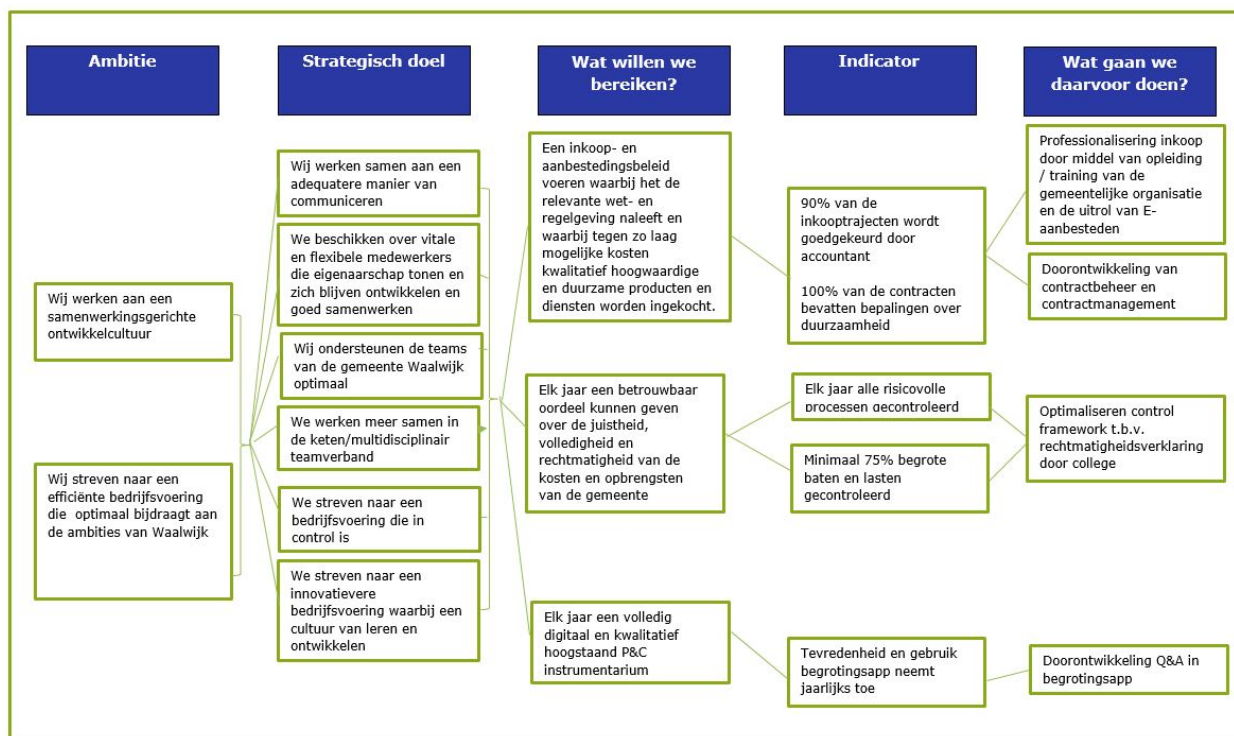 Ambitie
Strategisch doel
Wat willen we
bereiken?
Indicator
Wat gaan we
daarvoor doen?
Wij werken aan een
samenwerkingsgerichte
ontwikkelcultuur
Wij streven naar een
efficiënte bedrijfsvoering
die optimaal bijdraagt aan
de ambities van Waalwijk
Wij werken samen aan een
adequatere manier van
communiceren
We beschikken over vitale
en flexibele medewerkers
die eigenaarschap tonen en
zich blijven ontwikkelen en
goed samenwerken
Wij ondersteunen de teams
van de gemeente Waalwijk
optimaal
We werken meer samen in
de keten/multidisciplinair
teamverband
We streven naar een
bedrijfsvoering die in
control is
We streven naar een
innovatievere
bedrijfsvoering waarbij een
cultuur van leren en
ontwikkelen
Een inkoop- en
aanbestedingsbeleid
voeren waarbij het de
relevante wet- en
regelgeving naleeft en
waarbij tegen zo laag
mogelijke kosten
kwalitatief hoogwaardige
en duurzame producten en
diensten worden ingekocht.
Elk jaar een betrouwbaar
oordeel kunnen geven
over de juistheid,
volledigheid en
rechtmatigheid van de
kosten en opbrengsten
van de gemeente
Elk jaar een volledig
digitaal en kwalitatief
hoogstaand P&C
instrumentarium
90% van de
inkooptrajecten wordt
goedgekeurd door
accountant
100% van de contracten
bevatten bepalingen over
duurzaamheid
Elk jaar alle risicovolle
processen gecontroleerd
Minimaal 75% begrote
baten en lasten
gecontroleerd
Tevredenheid en gebruik
begrotingsapp neemt
jaarlijks toe
Professionalisering inkoop
door middel van opleiding
/ training van de
gemeentelijke organisatie
en de uitrol van E-
aanbesteden
Doorontwikkeling van
contractbeheer en
contractmanagement
Optimaliseren control
framework t.b.v.
rechtmatigheidsverklaring
door college
Doorontwikkeling Q&A in
begrotingsapp